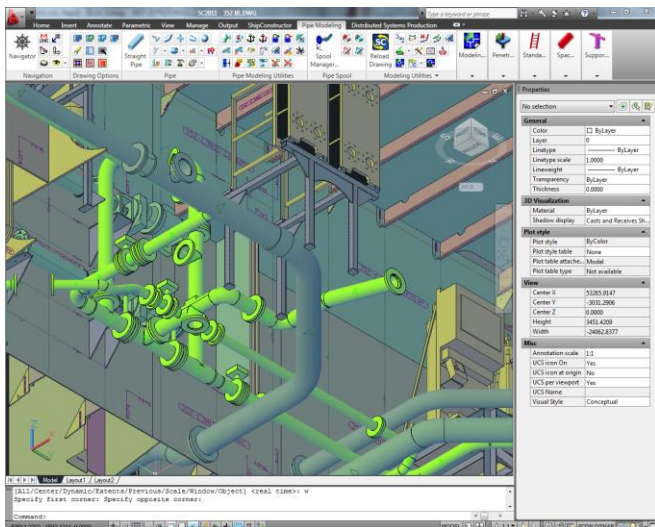 SC2013 752 BL.DWG
Type a keyword or phrase
Home Insert Annotate Parametric View Manage Output ShipConstructor Pipe Modeling Distributed Systems Production
Navigator
Straight Pipe
Spool Manager...
SC
Reload Drawing
Modelin...
Penetr...
Standa...
Spac...
Suppor...
Navigation
Drawing Options
Pipe
Pipe Modeling Utilities
Pipe Spool
Modeling Utilities
Properties
No selection
General
Color ByLayer
Layer 0
Linetype ByLayer
Linetype scale 1.0000
Lineweight ByLayer
Transparency ByLayer
Thickness 0.0000
3D Visualization
Material ByLayer
Shadow display Casts and Receives Sh...
Plot style
Plot style ByColor
Plot style table None
Plot table attache... Model
Plot table type Not available
View
Center X 53265.9147
Center Y -3031.2906
Center Z 0.0000
Height 3451.4209
Width -24062.8377
Misc
Annotation scale 1:1
UCS icon On Yes
UCS icon at origin No
UCS per viewport Yes
UCS Name
Visual Style Conceptual
WCS
Model Layout1 Layout2
[All/Center/Dynamic/Extents/Previous/Scale/Window/Object] <real time>: w
Specify first corner: Specify opposite corner:
Command:
MODEL